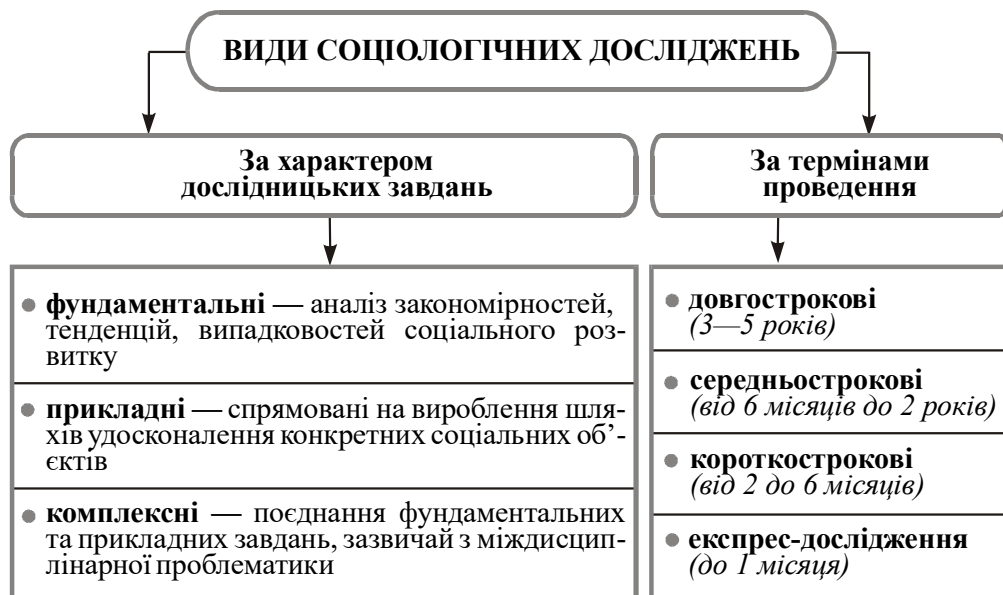 ВИДИ СОЦІОЛОГІЧНИХ ДОСЛІДЖЕНЬ
За характером
дослідницьких завдань
фундаментальні — аналіз закономірностей,
тенденцій, випадковостей соціального роз-
витку
прикладні — спрямовані на вироблення шля-
хів удосконалення конкретних соціальних об’-
єктів
комплексні — поєднання фундаментальних
та прикладних завдань, зазвичай з міждисцип-
лінарної проблематики
За термінами
проведення
довгострокові
(3—5 років)
середньострокові
(від 6 місяців до 2 років)
короткострокові
(від 2 до 6 місяців)
експрес-дослідження
(до 1 місяця)